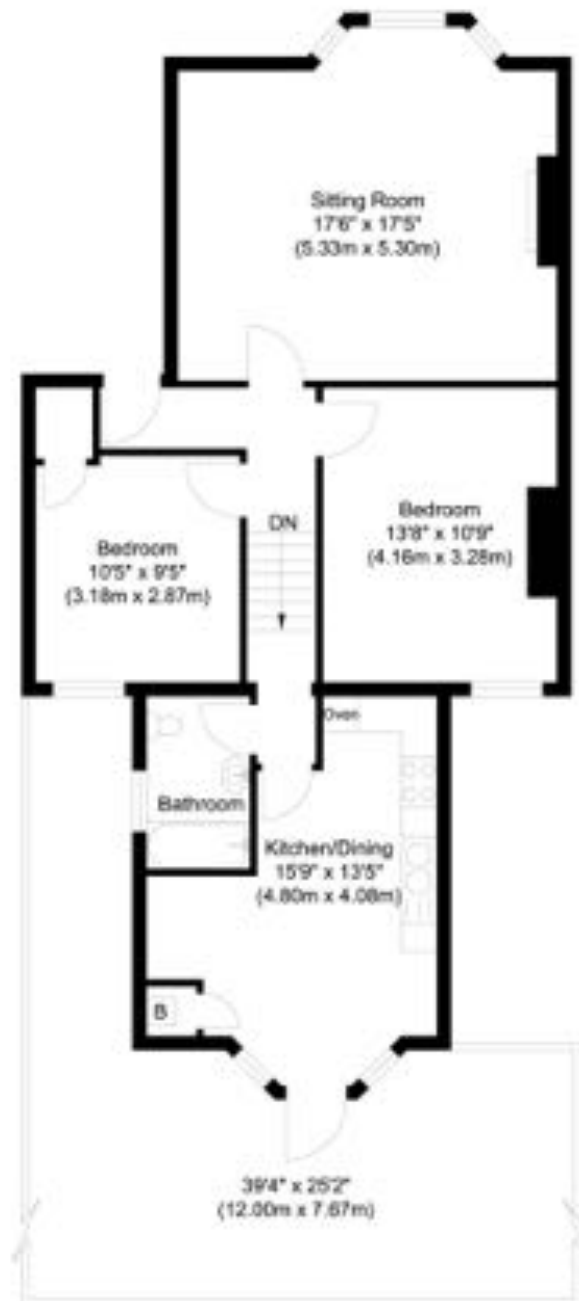 Sitting Room
17'6" x 17'5"
(5.33m x 5.30m)
Bedroom
13'8" x 10'9"
(4.16m x 3.28m)
DN
Bedroom
10'5" x 9'5"
(3.18m x 2.87m)
Oven
Bathroom
Kitchen/Dining
15'9" x 13'5"
(4.80m x 4.08m)
B
39'4" x 25'2"
(12.00m x 7.67m)